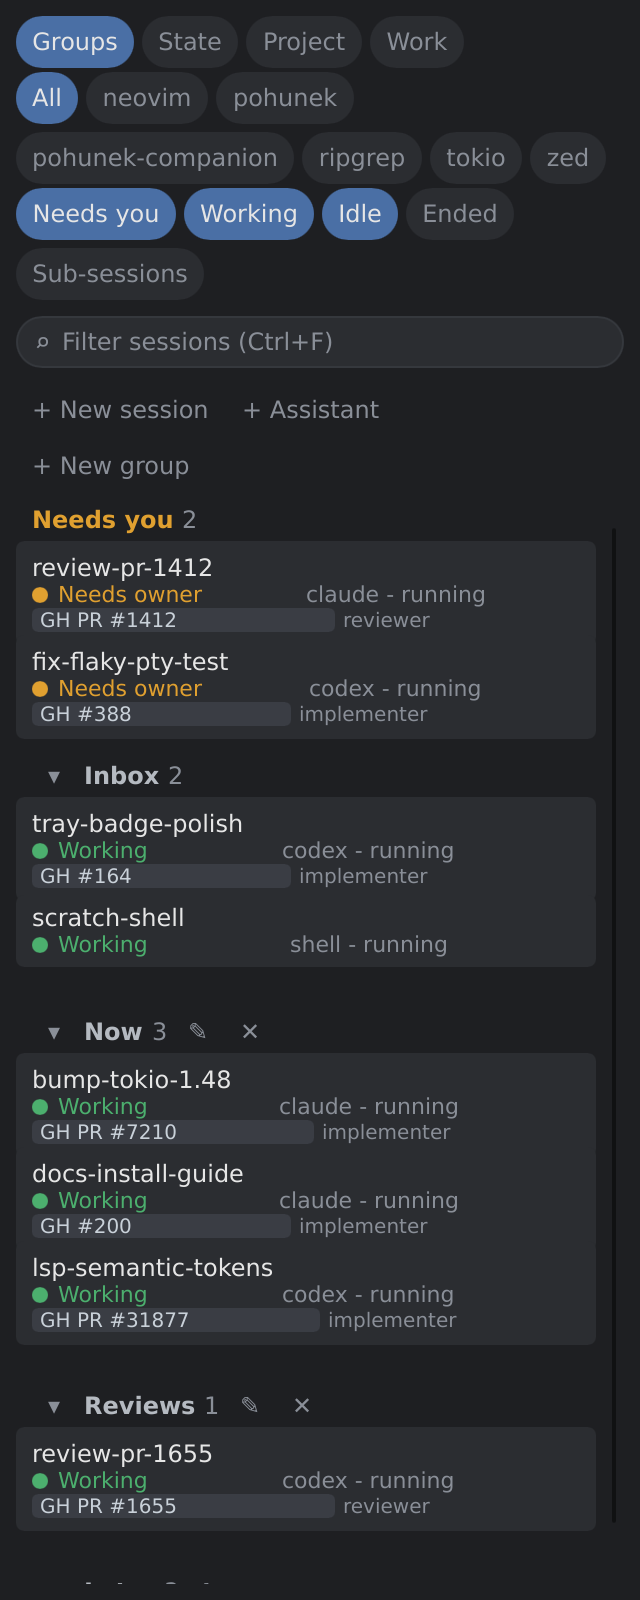 Groups State Project Work
All neovim pohunek
pohunek-companion ripgrep tokio zed
Needs you Working Idle Ended
Sub-sessions
Filter sessions (Ctrl+F)
+ New session + Assistant
+ New group
Needs you 2
review-pr-1412
Needs owner claude - running
GH PR #1412 reviewer
fix-flaky-pty-test
Needs owner codex - running
GH #388 implementer
▾ Inbox 2
tray-badge-polish
Working codex - running
GH #164 implementer
scratch-shell
Working shell - running
▾ Now 3 ✎ ✕
bump-tokio-1.48
Working claude - running
GH PR #7210 implementer
docs-install-guide
Working claude - running
GH #200 implementer
lsp-semantic-tokens
Working codex - running
GH PR #31877 implementer
▾ Reviews 1 ✎ ✕
review-pr-1655
Working codex - running
GH PR #1655 reviewer